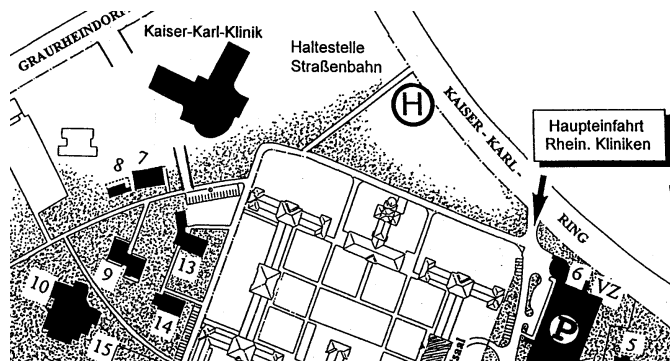 GRAURHEINDORF
Kaiser-Karl-Klinik
Haltestelle
Straßenbahn
H
KAISER-KARL-
RING
Haupteinfahrt
Rhein. Kliniken
8
7
9
10
13
14
15
6
VZ
P
5